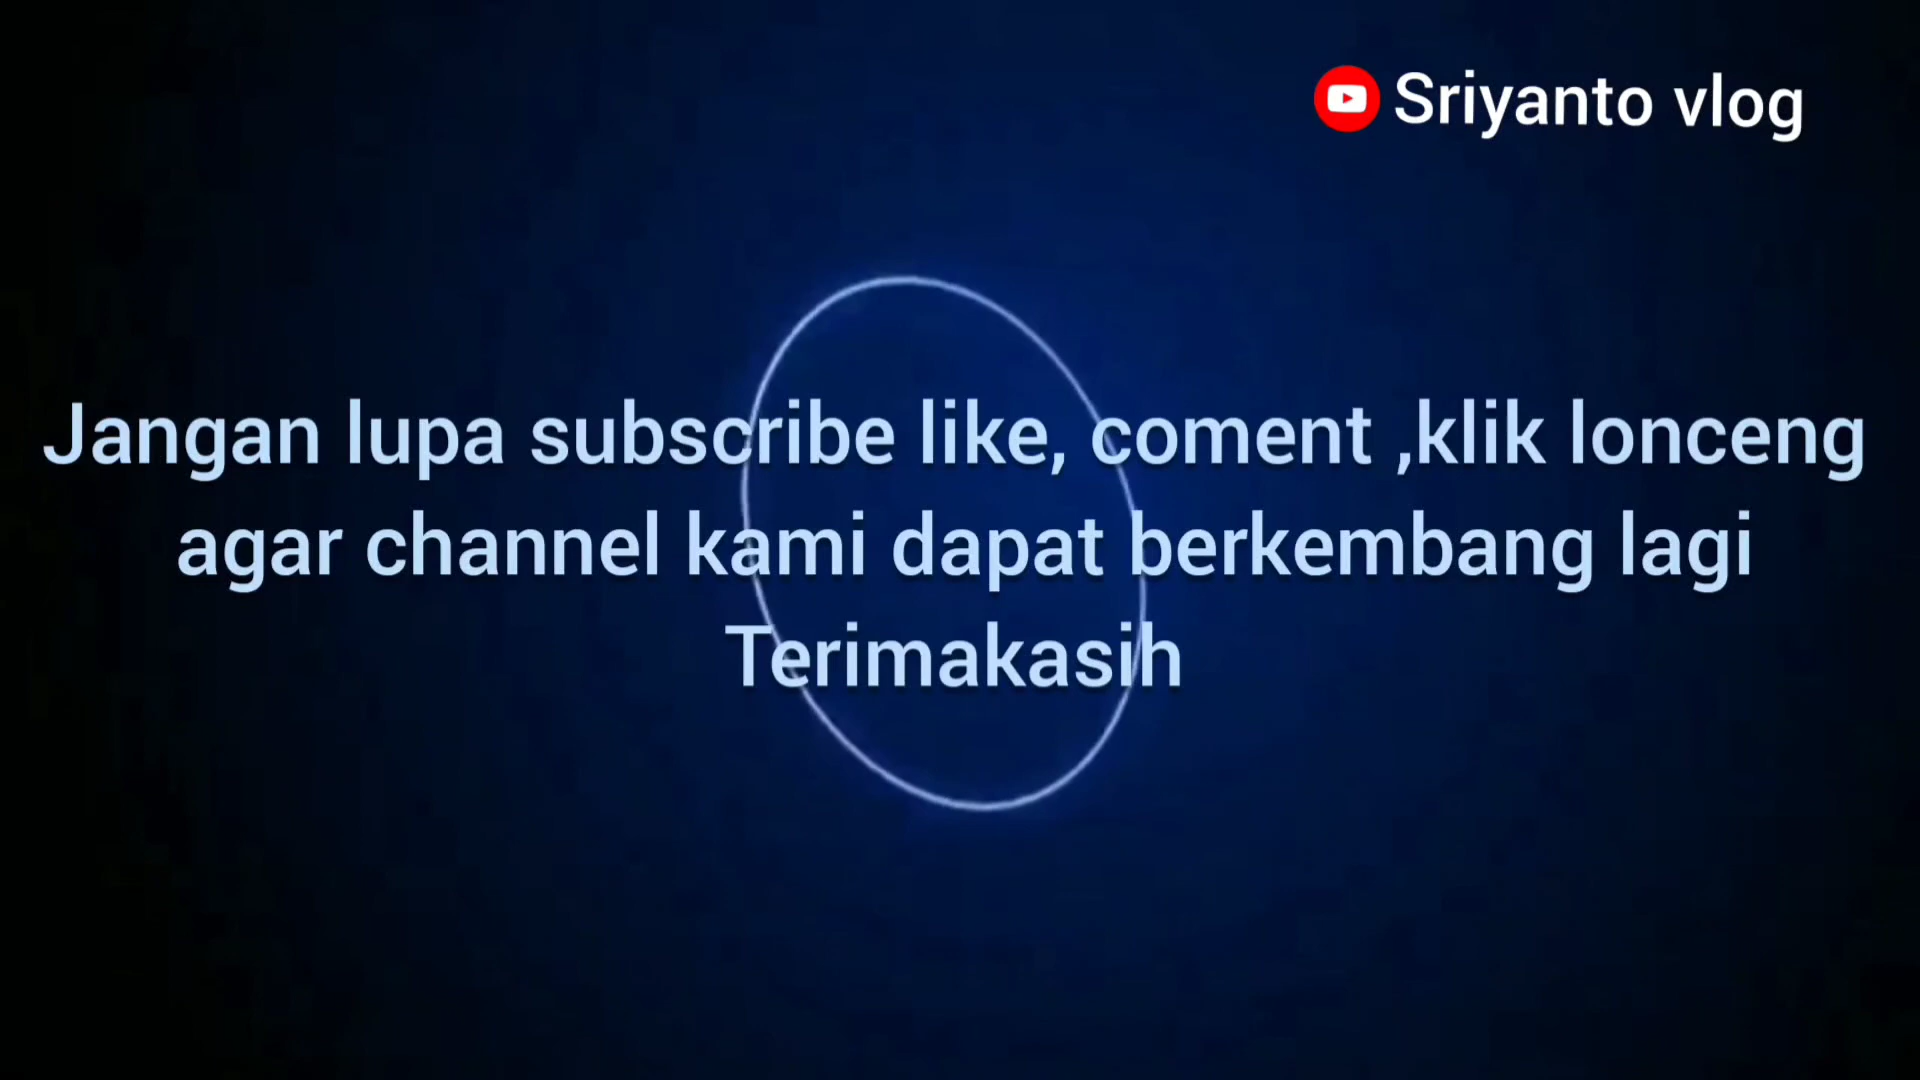 Sriyanto vlog
Jangan lupa subscribe like, coment ,klik lonceng
agar channel kami dapat berkembang lagi
Terimakasih